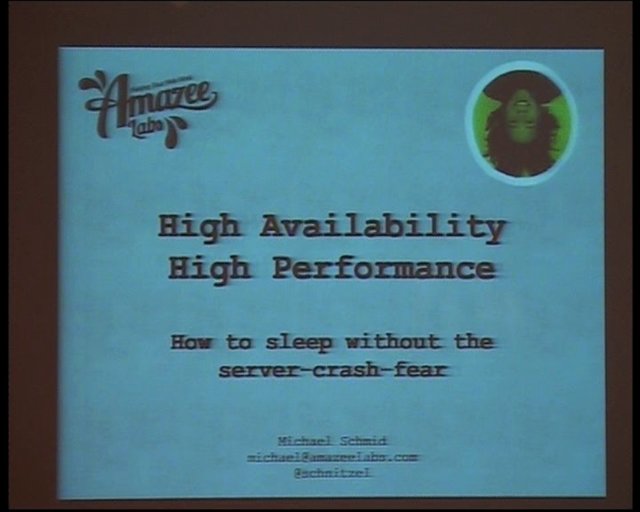 Amazee
Labs
High Availability
High Performance
How to sleep without the
server-crash-fear
Michael Schmid
michael@amazeelabs.com
@schnitzel